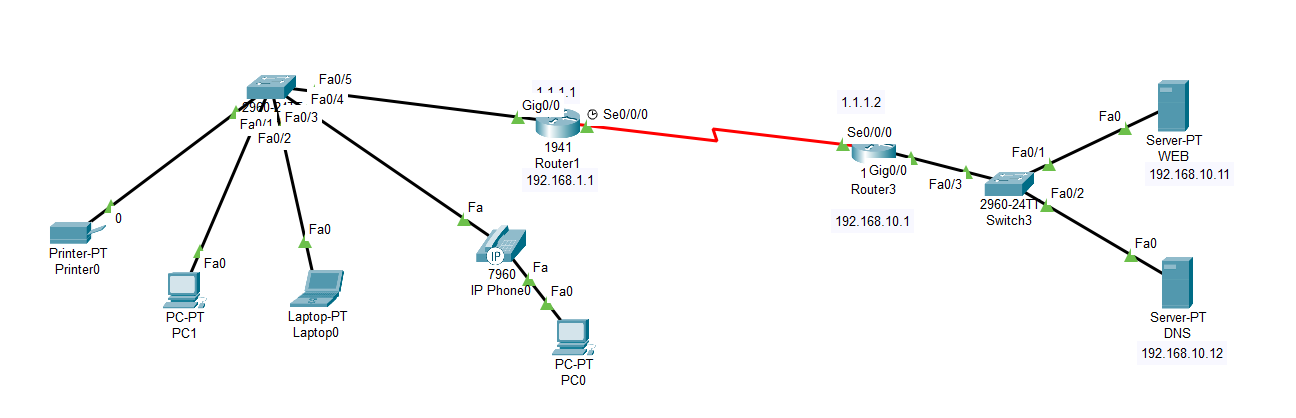 Fa0/5
Fa0/4
Fa0/3
Fa0/1
Fa0/2
1.1.1.1
Gig0/0
Se0/0/0
1941
Router1
192.168.1.1
1.1.1.2
Se0/0/0
Gig0/0
Router3
192.168.10.1
Fa0/3
Fa0/1
Fa0/2
2960-24TT
Switch3
Fa0
Server-PT
WEB
192.168.10.11
Fa0
Server-PT
DNS
192.168.10.12
0
Printer-PT
Printer0
Fa0
PC-PT
PC1
Fa0
Laptop-PT
Laptop0
Fa
IP
7960
IP Phone0
Fa
Fa0
PC-PT
PC0